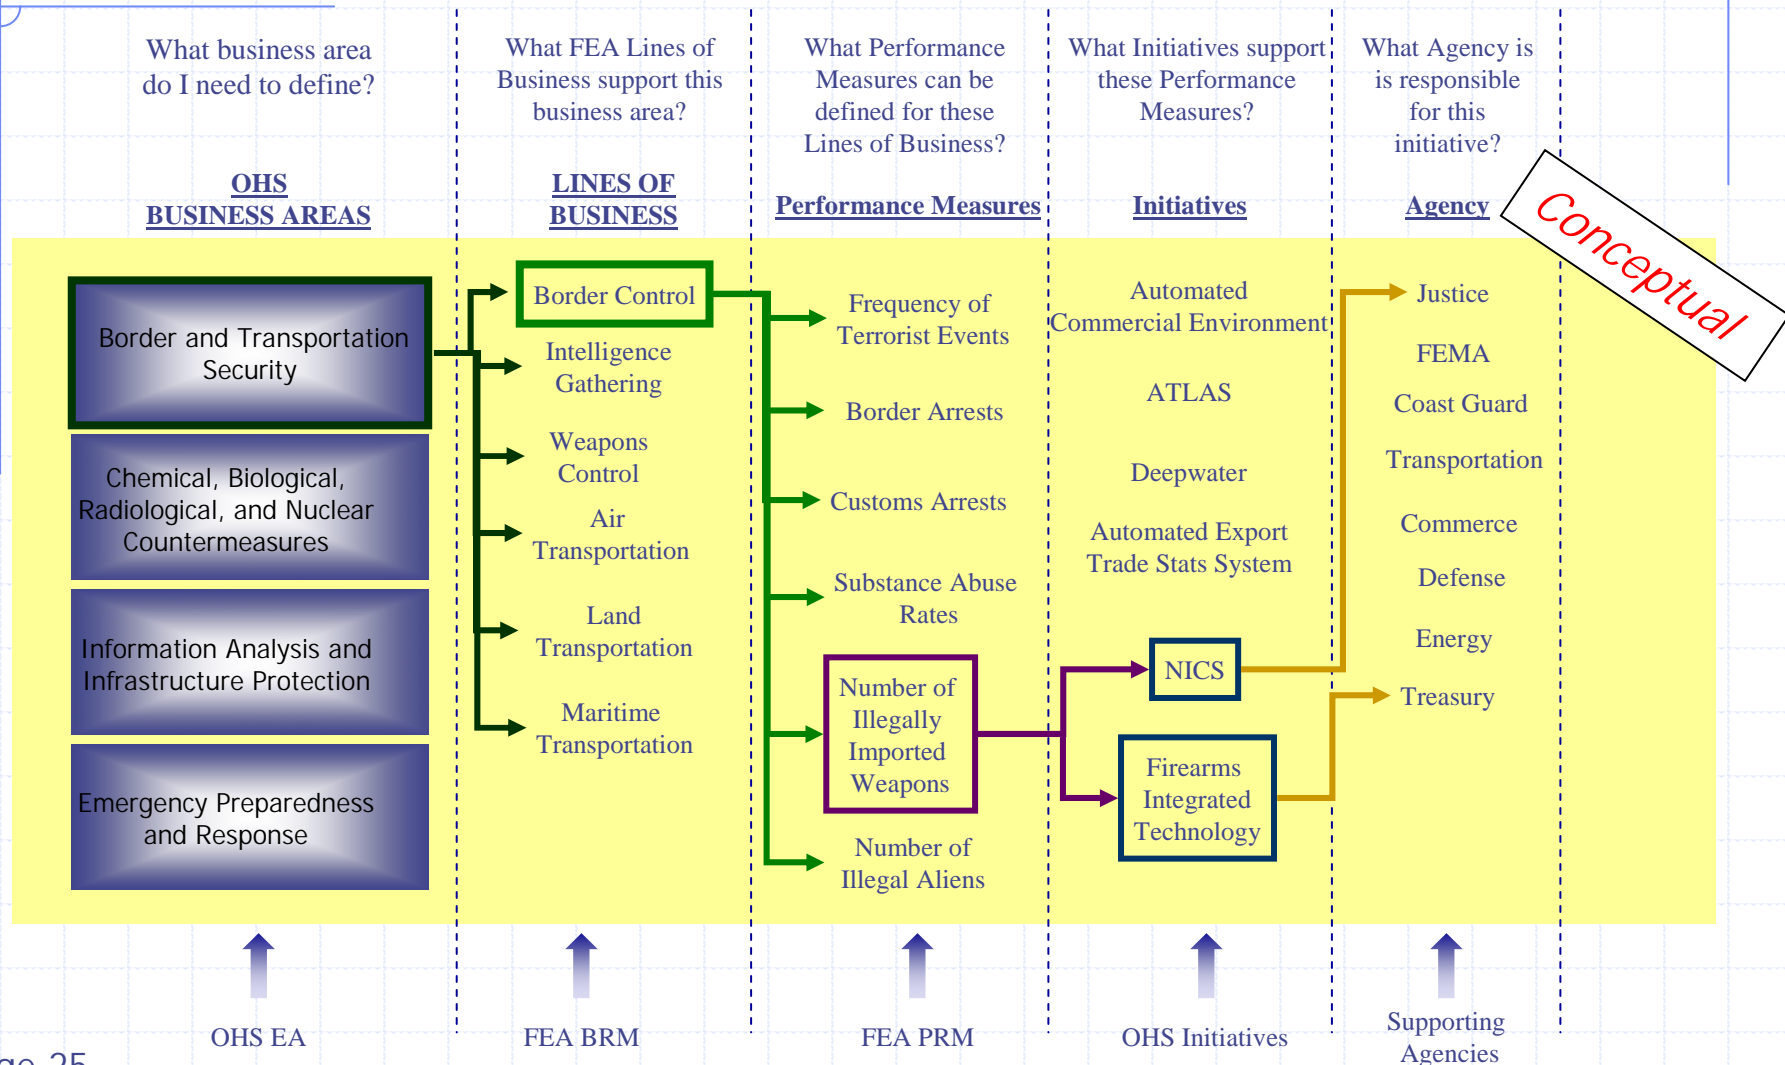 What business area
do I need to define?
What FEA Lines of
Business support this
business area?
What Performance
Measures can be
defined for these
Lines of Business?
What Initiatives support
these Performance
Measures?
What Agency is
is responsible
for this
initiative?
OHS
BUSINESS AREAS
LINES OF
BUSINESS
Performance Measures
Initiatives
Agency
Conceptual
Border and Transportation
Security
Chemical, Biological,
Radiological, and Nuclear
Countermeasures
Information Analysis and
Infrastructure Protection
Emergency Preparedness
and Response
Border Control
Intelligence
Gathering
Weapons
Control
Air
Transportation
Land
Transportation
Maritime
Transportation
Frequency of
Terrorist Events
Border Arrests
Customs Arrests
Substance Abuse
Rates
Number of
Illegally
Imported
Weapons
Number of
Illegal Aliens
Automated
Commercial Environment
ATLAS
Deepwater
Automated Export
Trade Stats System
NICS
Firearms
Integrated
Technology
Justice
FEMA
Coast Guard
Transportation
Commerce
Defense
Energy
Treasury
OHS EA
FEA BRM
FEA PRM
OHS Initiatives
Supporting
Agencies
25